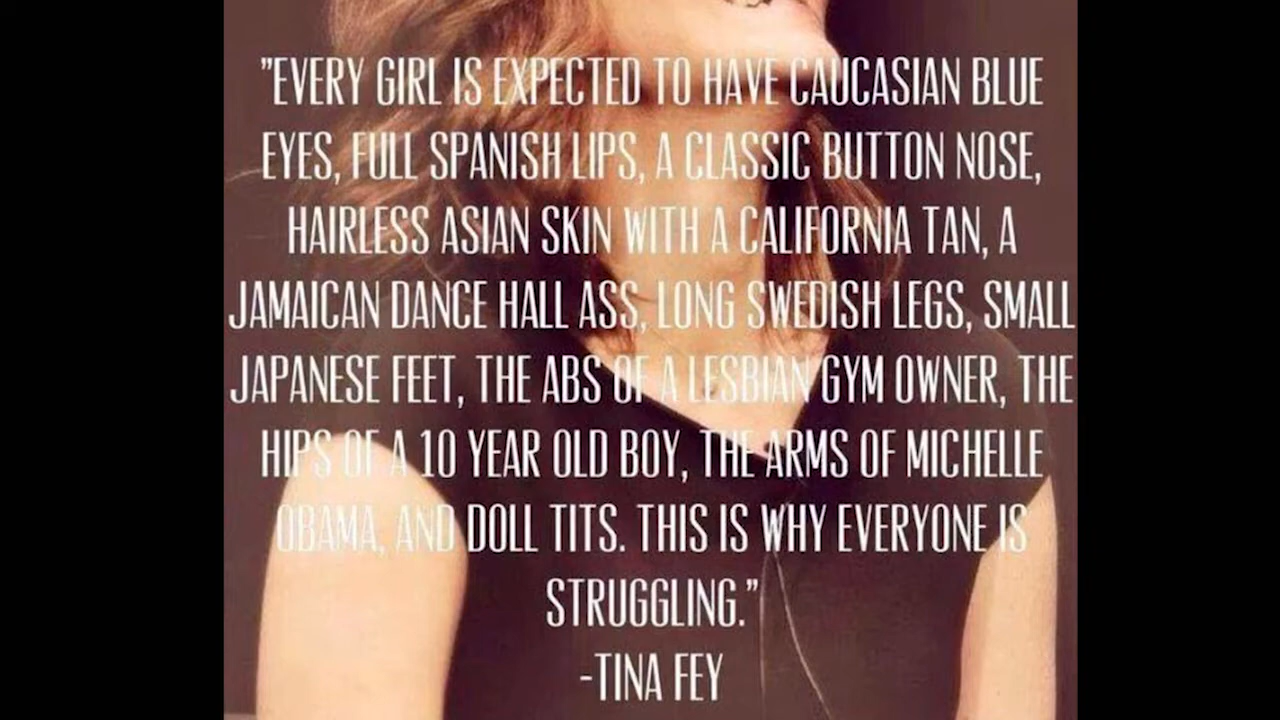 "EVERY GIRL IS EXPECTED TO HAVE CAUCASIAN BLUE
EYES, FULL SPANISH LIPS, A CLASSIC BUTTON NOSE,
HAIRLESS ASIAN SKIN WITH A CALIFORNIA TAN, A
JAMAICAN DANCE HALL ASS, LONG SWEDISH LEGS, SMALL
JAPANESE FEET, THE ABS OF A LESBIAN GYM OWNER, THE
HIPS OF A 10 YEAR OLD BOY, THE ARMS OF MICHELLE
OBAMA, AND DOLL TITS. THIS IS WHY EVERYONE IS
STRUGGLING."
-TINA FEY